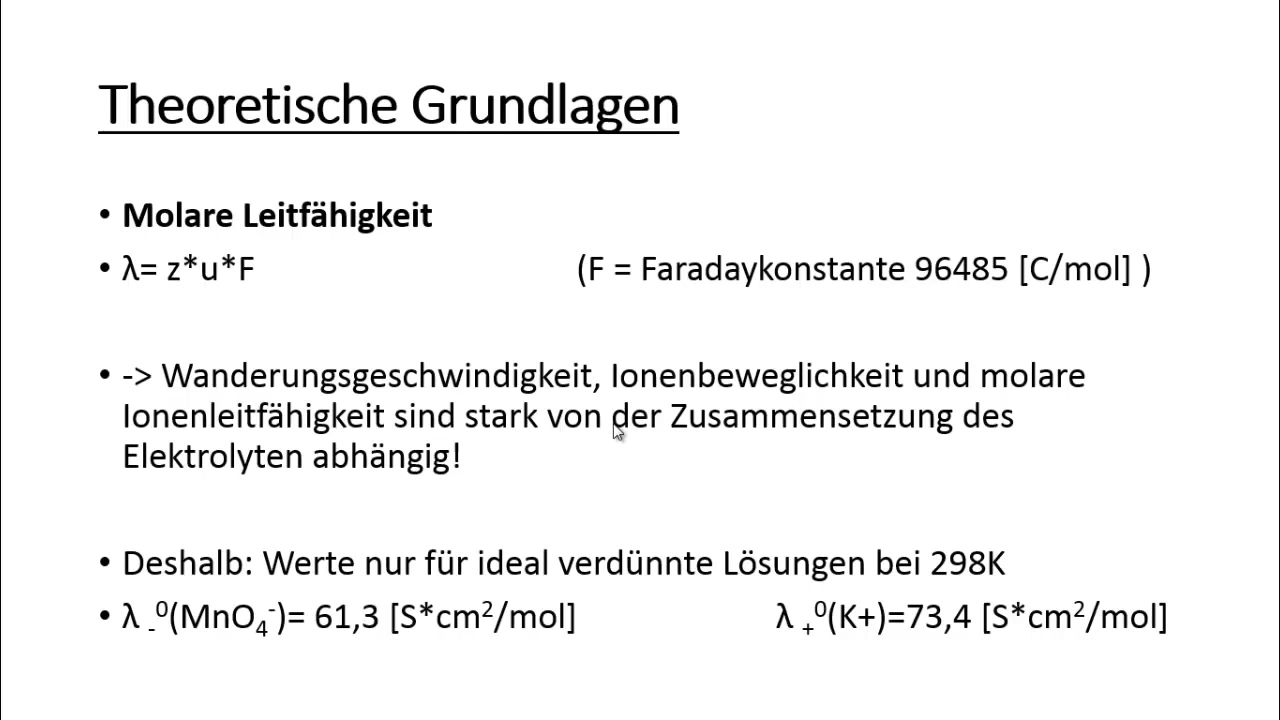 Theoretische Grundlagen
• Molare Leitfähigkeit
• λ= z*u*F (F = Faradaykonstante 96485 [C/mol] )
• -> Wanderungsgeschwindigkeit, Ionenbeweglichkeit und molare
Ionenleitfähigkeit sind stark von der Zusammensetzung des
Elektrolyten abhängig!
• Deshalb: Werte nur für ideal verdünnte Lösungen bei 298K
• λ ₋⁰(MnO₄⁻)= 61,3 [S*cm²/mol] λ ₊⁰(K+)=73,4 [S*cm²/mol]